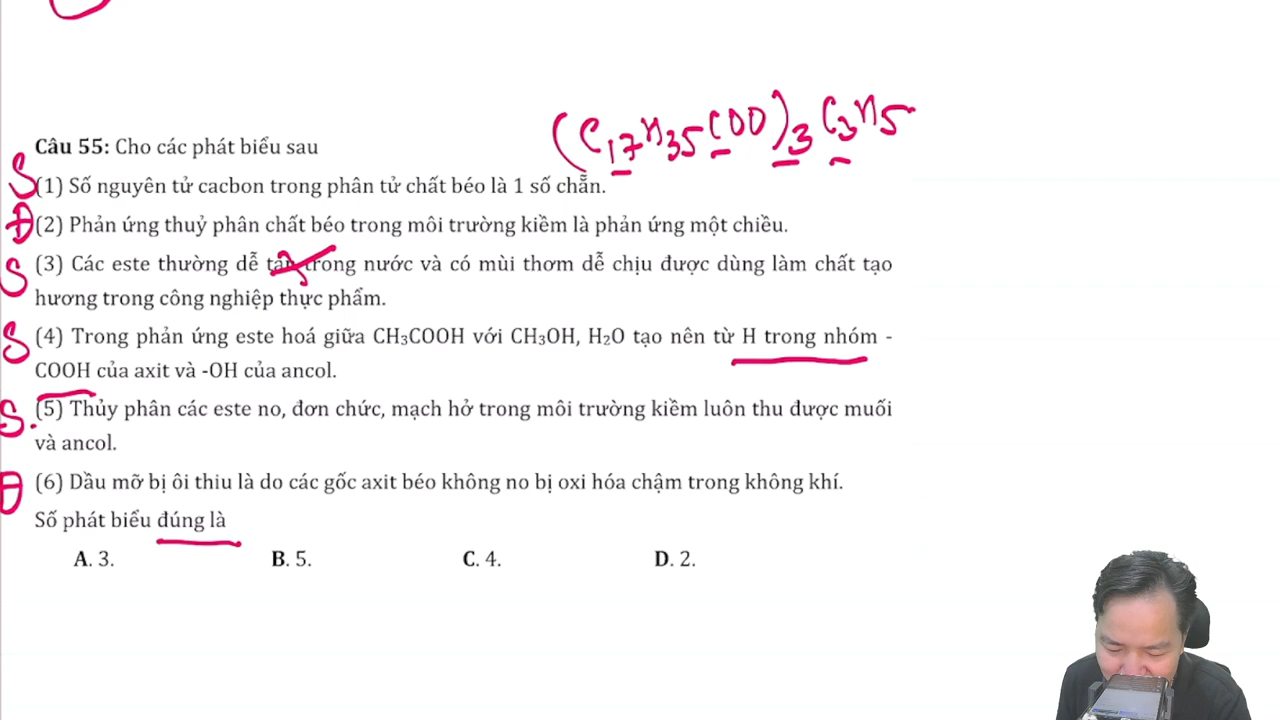 (C17H35COO)3C3H5
Câu 55: Cho các phát biểu sau
S (1) Số nguyên tử cacbon trong phân tử chất béo là 1 số chẵn.
Đ (2) Phản ứng thuỷ phân chất béo trong môi trường kiềm là phản ứng một chiều.
S (3) Các este thường dễ tan trong nước và có mùi thơm dễ chịu được dùng làm chất tạo
hương trong công nghiệp thực phẩm.
S (4) Trong phản ứng este hoá giữa CH₃COOH với CH₃OH, H₂O tạo nên từ H trong nhóm -
COOH của axit và -OH của ancol.
S. (5) Thủy phân các este no, đơn chức, mạch hở trong môi trường kiềm luôn thu được muối
và ancol.
Đ (6) Dầu mỡ bị ôi thiu là do các gốc axit béo không no bị oxi hóa chậm trong không khí.
Số phát biểu đúng là
A. 3. B. 5. C. 4. D. 2.